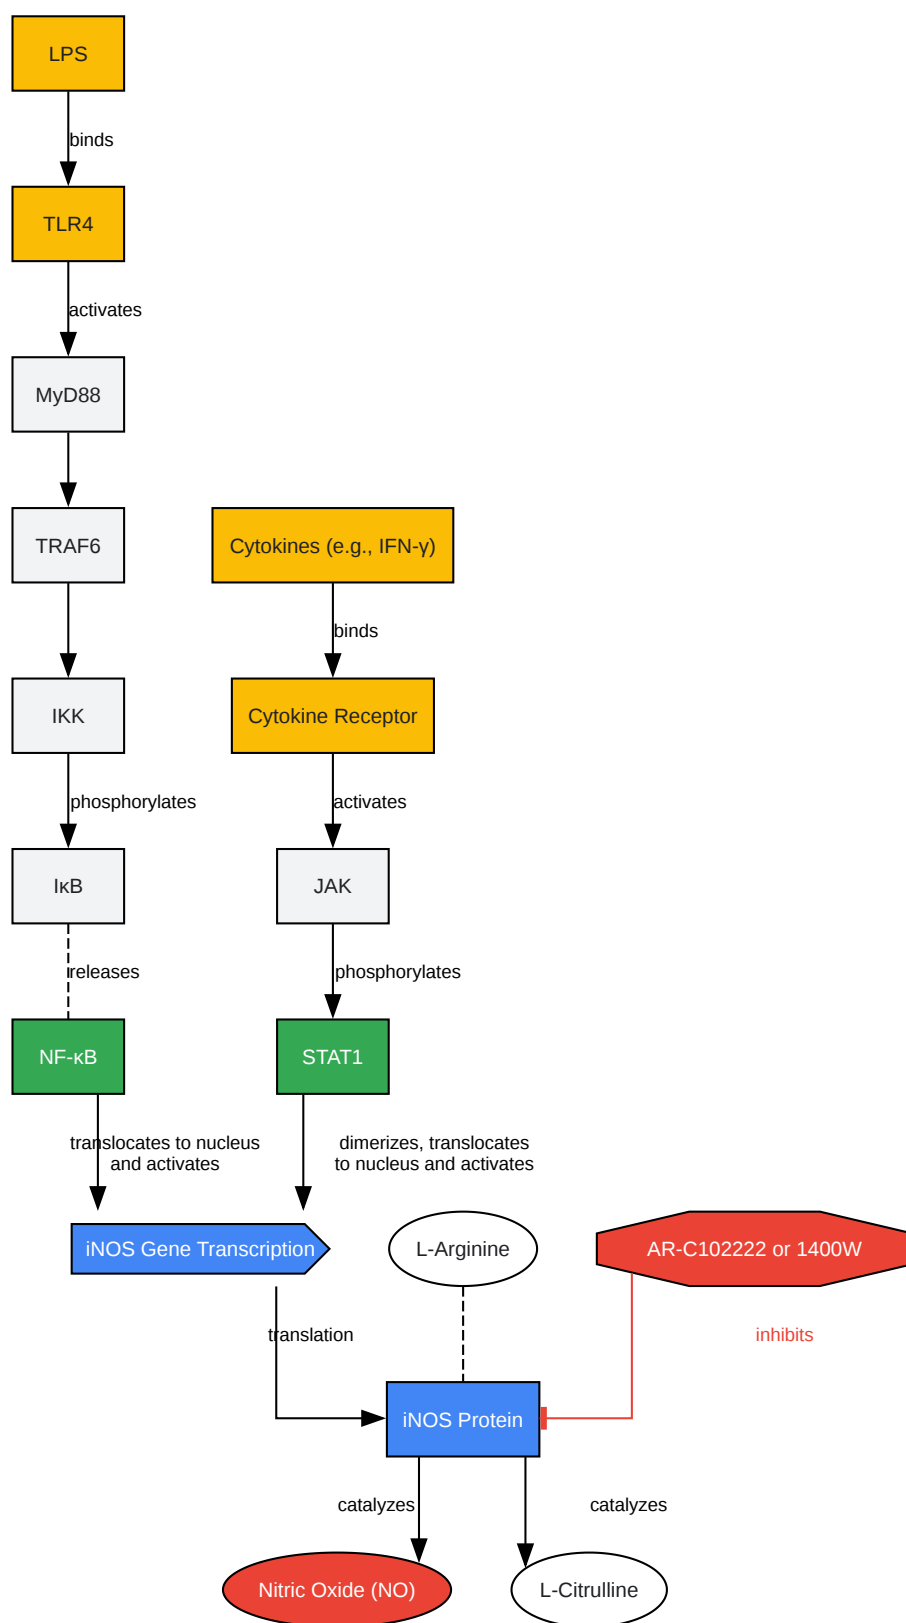 LPS
binds
TLR4
activates
MyD88
TRAF6
Cytokines (e.g., IFN-γ)
binds
IKK
Cytokine Receptor
phosphorylates
activates
IκB
JAK
releases
phosphorylates
NF-κB
STAT1
translocates to nucleus
and activates
dimerizes, translocates
to nucleus and activates
iNOS Gene Transcription
L-Arginine
AR-C102222 or 1400W
translation
inhibits
iNOS Protein
catalyzes
catalyzes
Nitric Oxide (NO)
L-Citrulline